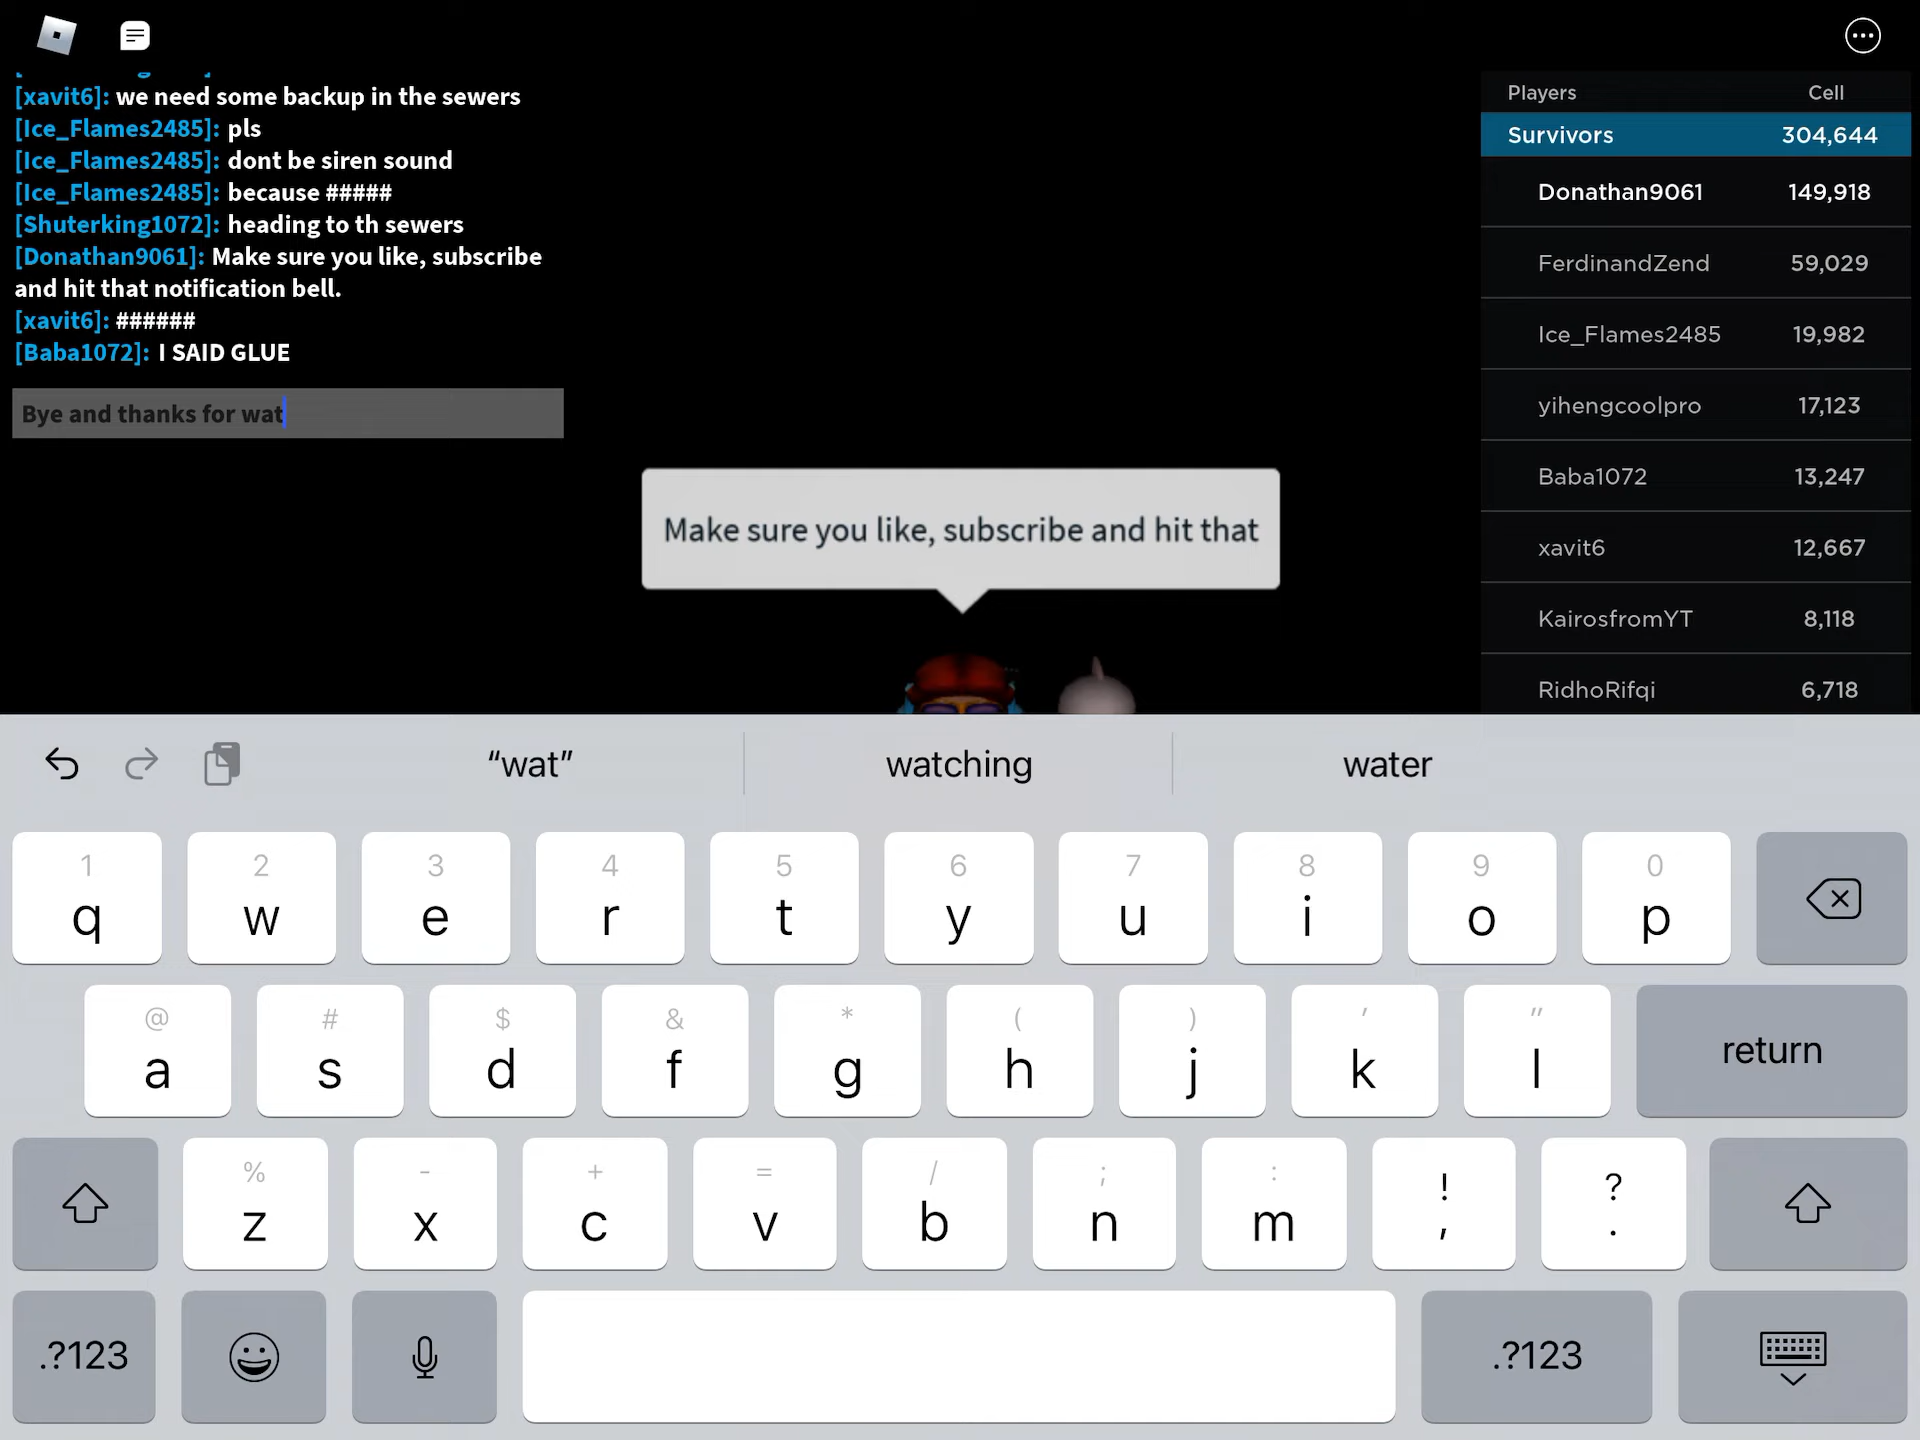 [xavit6]: we need some backup in the sewers
[Ice_Flames2485]: pls
[Ice_Flames2485]: dont be siren sound
[Ice_Flames2485]: because #####
[Shuterking1072]: heading to th sewers
[Donathan9061]: Make sure you like, subscribe
and hit that notification bell.
[xavit6]: ######
[Baba1072]: I SAID GLUE
Bye and thanks for wat
Make sure you like, subscribe and hit that
Players Cell
Survivors 304,644
Donathan9061 149,918
FerdinandZend 59,029
Ice_Flames2485 19,982
yihengcoolpro 17,123
Baba1072 13,247
xavit6 12,667
KairosfromYT 8,118
RidhoRifqi 6,718
“wat” watching water
1 2 3 4 5 6 7 8 9 0
q w e r t y u i o p
@ # $ & * ( ) ' "
a s d f g h j k l return
% - + = / ; : ! ?
z x c v b n m , .
.?123 .?123